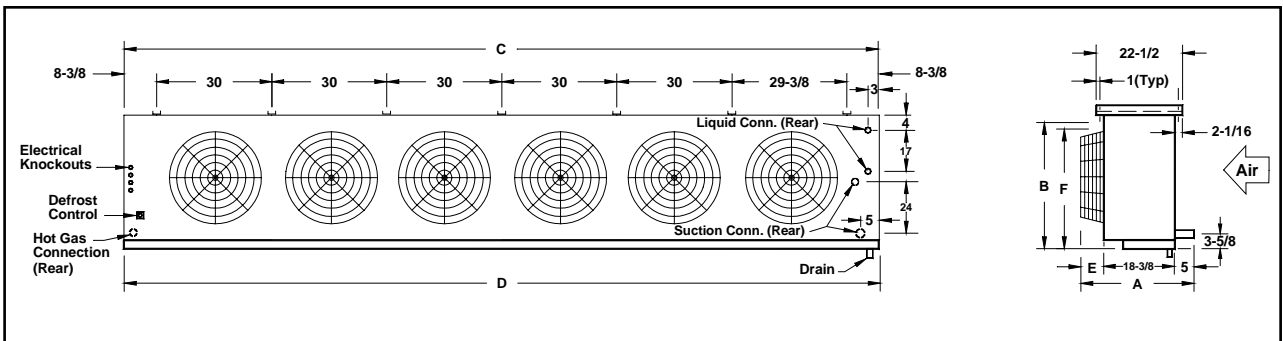 C
8-3/8
30
30
30
30
30
29-3/8
8-3/8
3
Liquid Conn. (Rear)
4
17
Electrical
Knockouts
Defrost
Control
24
5
Hot Gas
Connection
(Rear)
Suction Conn. (Rear)
Drain
D
22-1/2
1(Typ)
2-1/16
Air
B
F
3-5/8
E
18-3/8
5
A